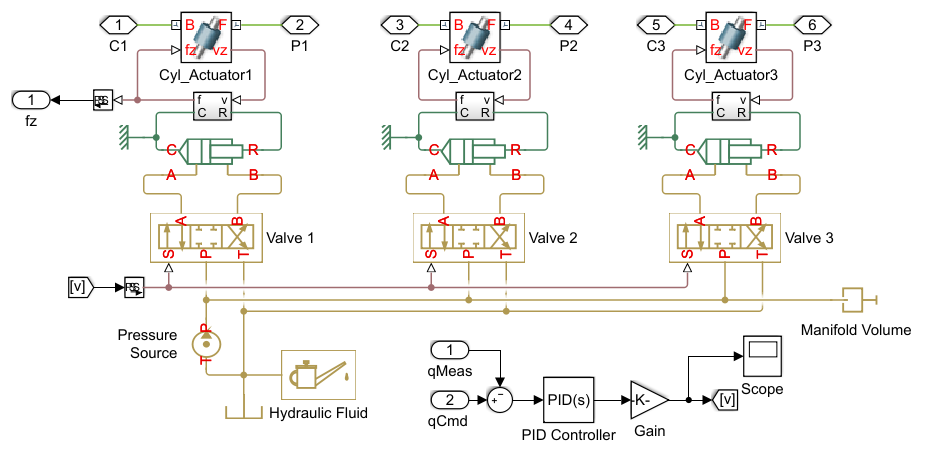 1 B F 2 3 B F 4 5 B F 6
C1 fz vz P1 C2 fz vz P2 C3 fz vz P3
Cyl_Actuator1 Cyl_Actuator2 Cyl_Actuator3
1 f v f v f v
fz C R C R C R
C R C R C R
A B A B A B
A B A B A B
Valve 1 Valve 2 Valve 3
S P T S P T S P T
[v]
Manifold Volume
P
Pressure
Source
T
1
qMeas
Scope
Hydraulic Fluid
2 + - PID(s) -K- [v]
qCmd
PID Controller Gain